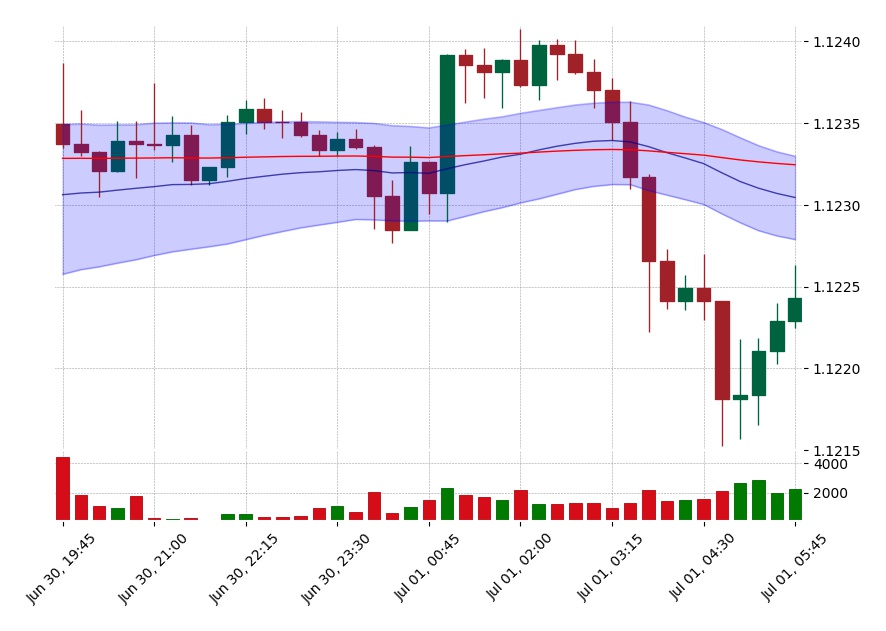 1.1240
1.1235
1.1230
1.1225
1.1220
1.1215
4000
2000
Jun 30, 19:45
Jun 30, 21:00
Jun 30, 22:15
Jun 30, 23:30
Jul 01, 00:45
Jul 01, 02:00
Jul 01, 03:15
Jul 01, 04:30
Jul 01, 05:45